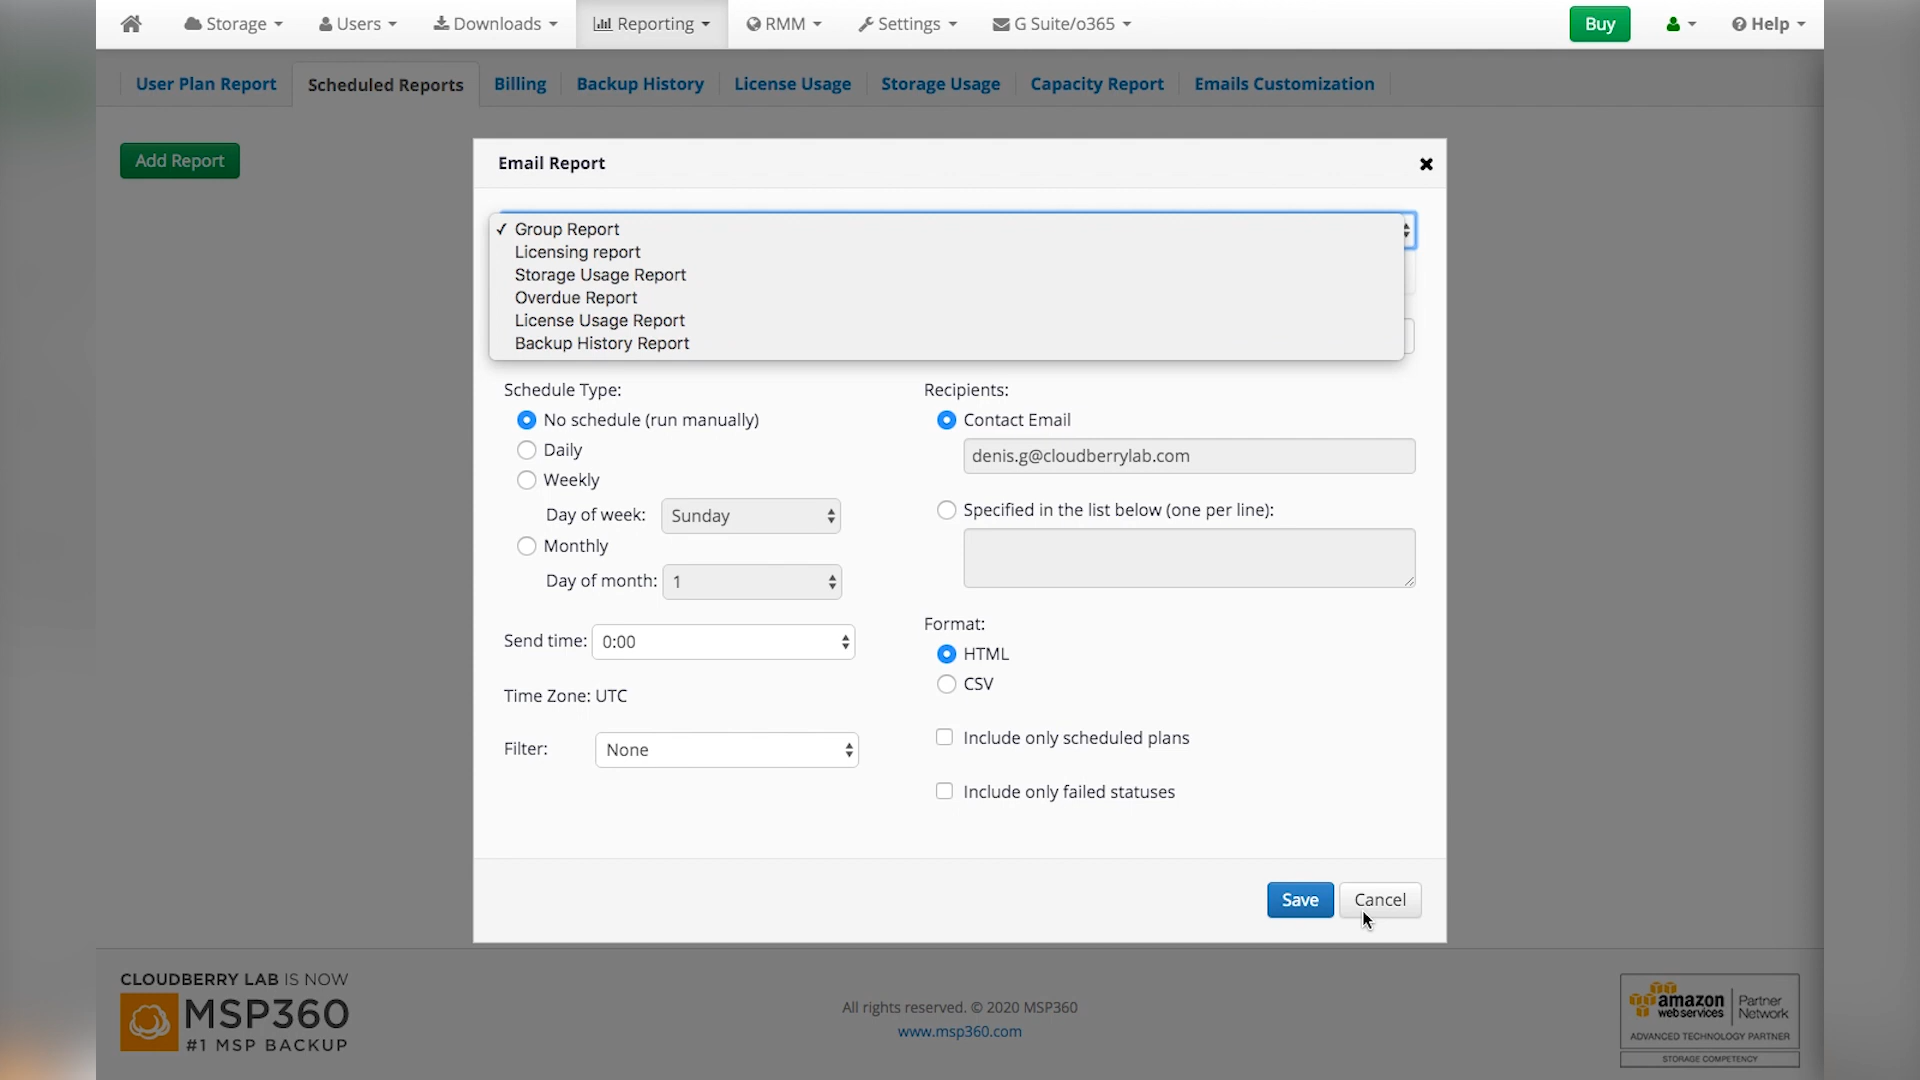 Storage
Users
Downloads
Reporting
RMM
Settings
G Suite/o365
Buy
Help
User Plan Report
Scheduled Reports
Billing
Backup History
License Usage
Storage Usage
Capacity Report
Emails Customization
Add Report
Email Report
✓ Group Report
Licensing report
Storage Usage Report
Overdue Report
License Usage Report
Backup History Report
Schedule Type:
No schedule (run manually)
Daily
Weekly
Day of week: Sunday
Monthly
Day of month: 1
Send time: 0:00
Time Zone: UTC
Filter: None
Recipients:
Contact Email
denis.g@cloudberrylab.com
Specified in the list below (one per line):
Format:
HTML
CSV
Include only scheduled plans
Include only failed statuses
Save
Cancel
CLOUDBERRY LAB IS NOW
MSP360
#1 MSP BACKUP
All rights reserved. © 2020 MSP360
www.msp360.com
amazon
webservices
Partner
Network
ADVANCED TECHNOLOGY PARTNER
STORAGE COMPETENCY